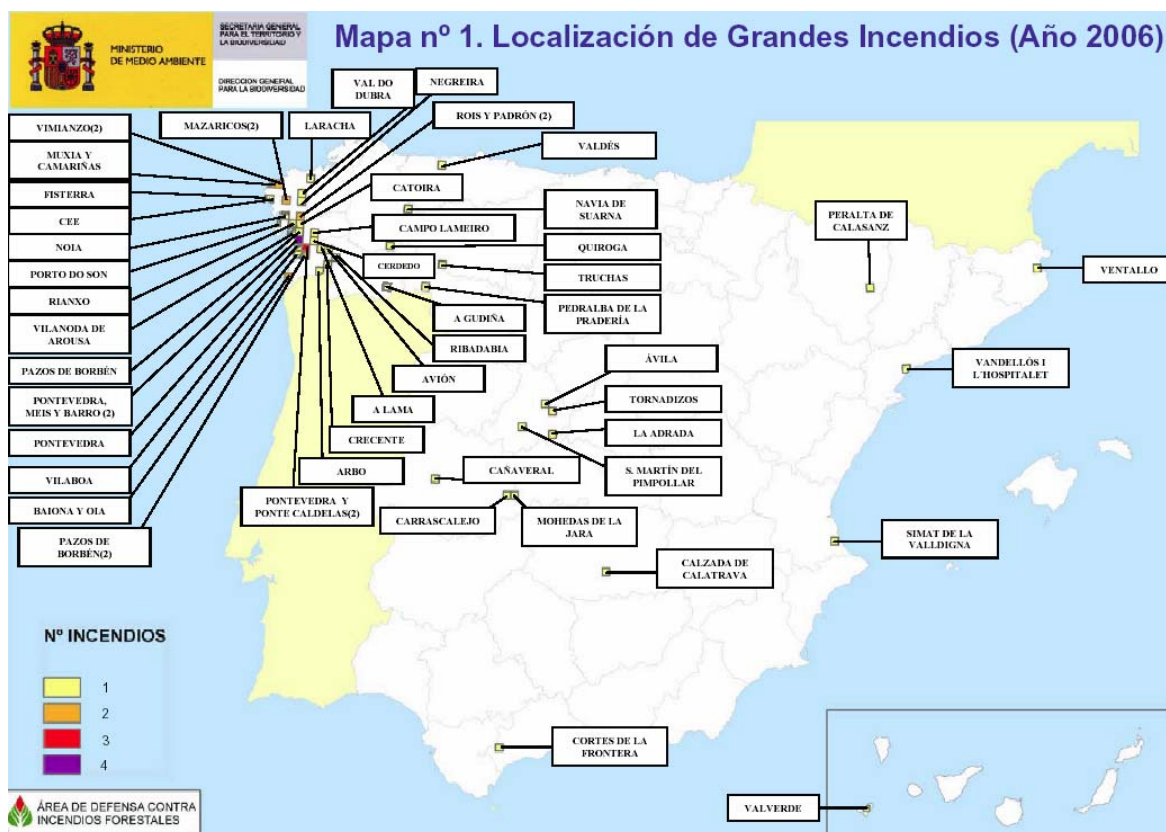 MINISTERIO
DE MEDIO AMBIENTE
SECRETARIA GENERAL
PARA EL TERRITORIO Y
LA BIODIVERSIDAD
DIRECCION GENERAL
PARA LA BIODIVERSIDAD
Mapa nº 1. Localización de Grandes Incendios (Año 2006)
VAL DO
DUBRA
NEGREIRA
VIMIANZO(2)
MAZARICOS(2)
LARACHA
ROIS Y PADRÓN (2)
VALDÉS
MUXIA Y
CAMARIÑAS
FISTERRA
CATOIRA
NAVIA DE
SUARNA
PERALTA DE
CALASANZ
CEE
CAMPO LAMEIRO
NOIA
QUIROGA
PORTO DO SON
CERDEDO
TRUCHAS
VENTALLO
RIANXO
A GUDIÑA
PEDRALBA DE LA
PRADERÍA
VILANODA DE
AROUSA
RIBADABIA
ÁVILA
VANDELLÓS I
L´HOSPITALET
PAZOS DE BORBÉN
AVIÓN
TORNADIZOS
PONTEVEDRA,
MEIS Y BARRO (2)
A LAMA
LA ADRADA
PONTEVEDRA
CRECENTE
S. MARTÍN DEL
PIMPOLLAR
VILABOA
ARBO
CAÑAVERAL
BAIONA Y OIA
PONTEVEDRA Y
PONTE CALDELAS(2)
CARRASCALEJO
MOHEDAS DE LA
JARA
PAZOS DE
BORBÉN(2)
SIMAT DE LA
VALLDIGNA
CALZADA DE
CALATRAVA
Nº INCENDIOS
1
2
3
4
CORTES DE LA
FRONTERA
VALVERDE
ÁREA DE DEFENSA CONTRA
INCENDIOS FORESTALES